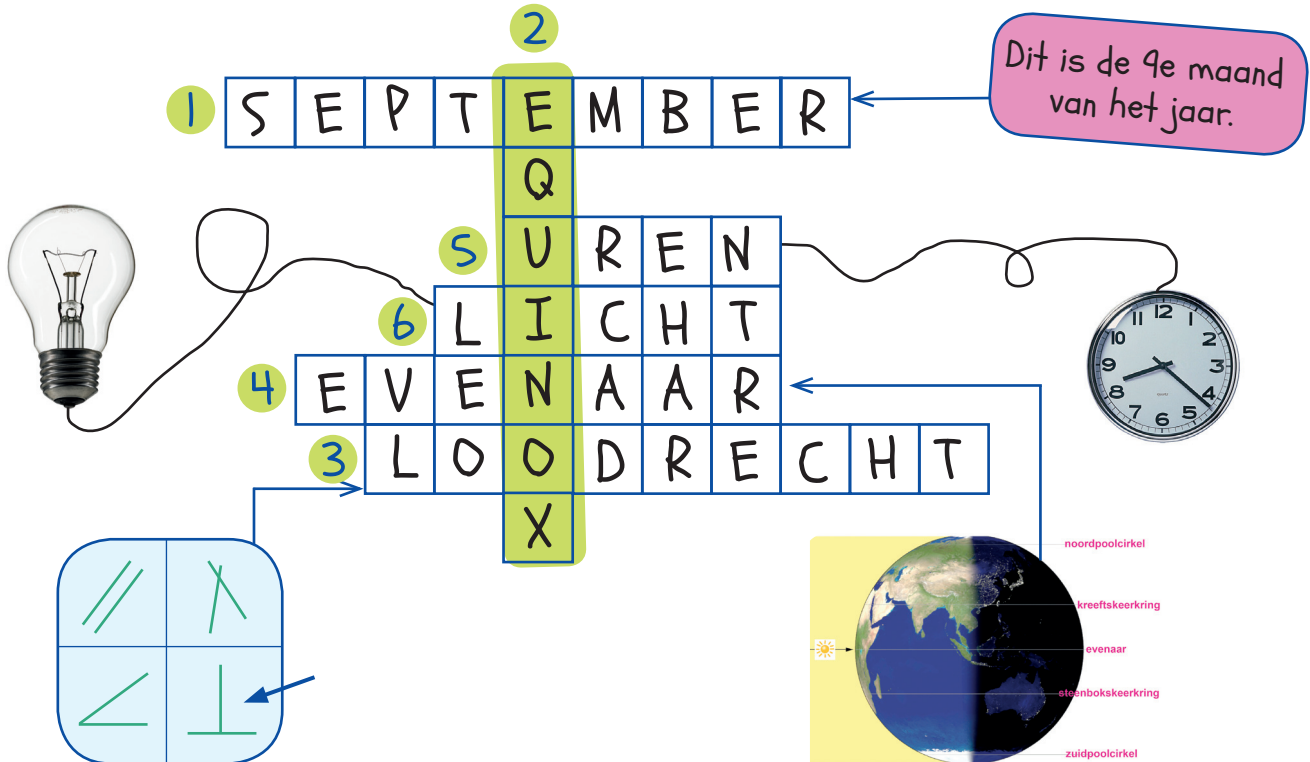 2
Dit is de 9e maand
van het jaar.
1 SEPTEMBER
Q
5 UREN
6 LICHT
4 EVENAAR
3 LOODRECHT
X
12
1
2
3
4
5
6
7
8
9
10
11
noordpoolcirkel
kreeftskeerkring
evenaar
steenbokskeerkring
zuidpoolcirkel